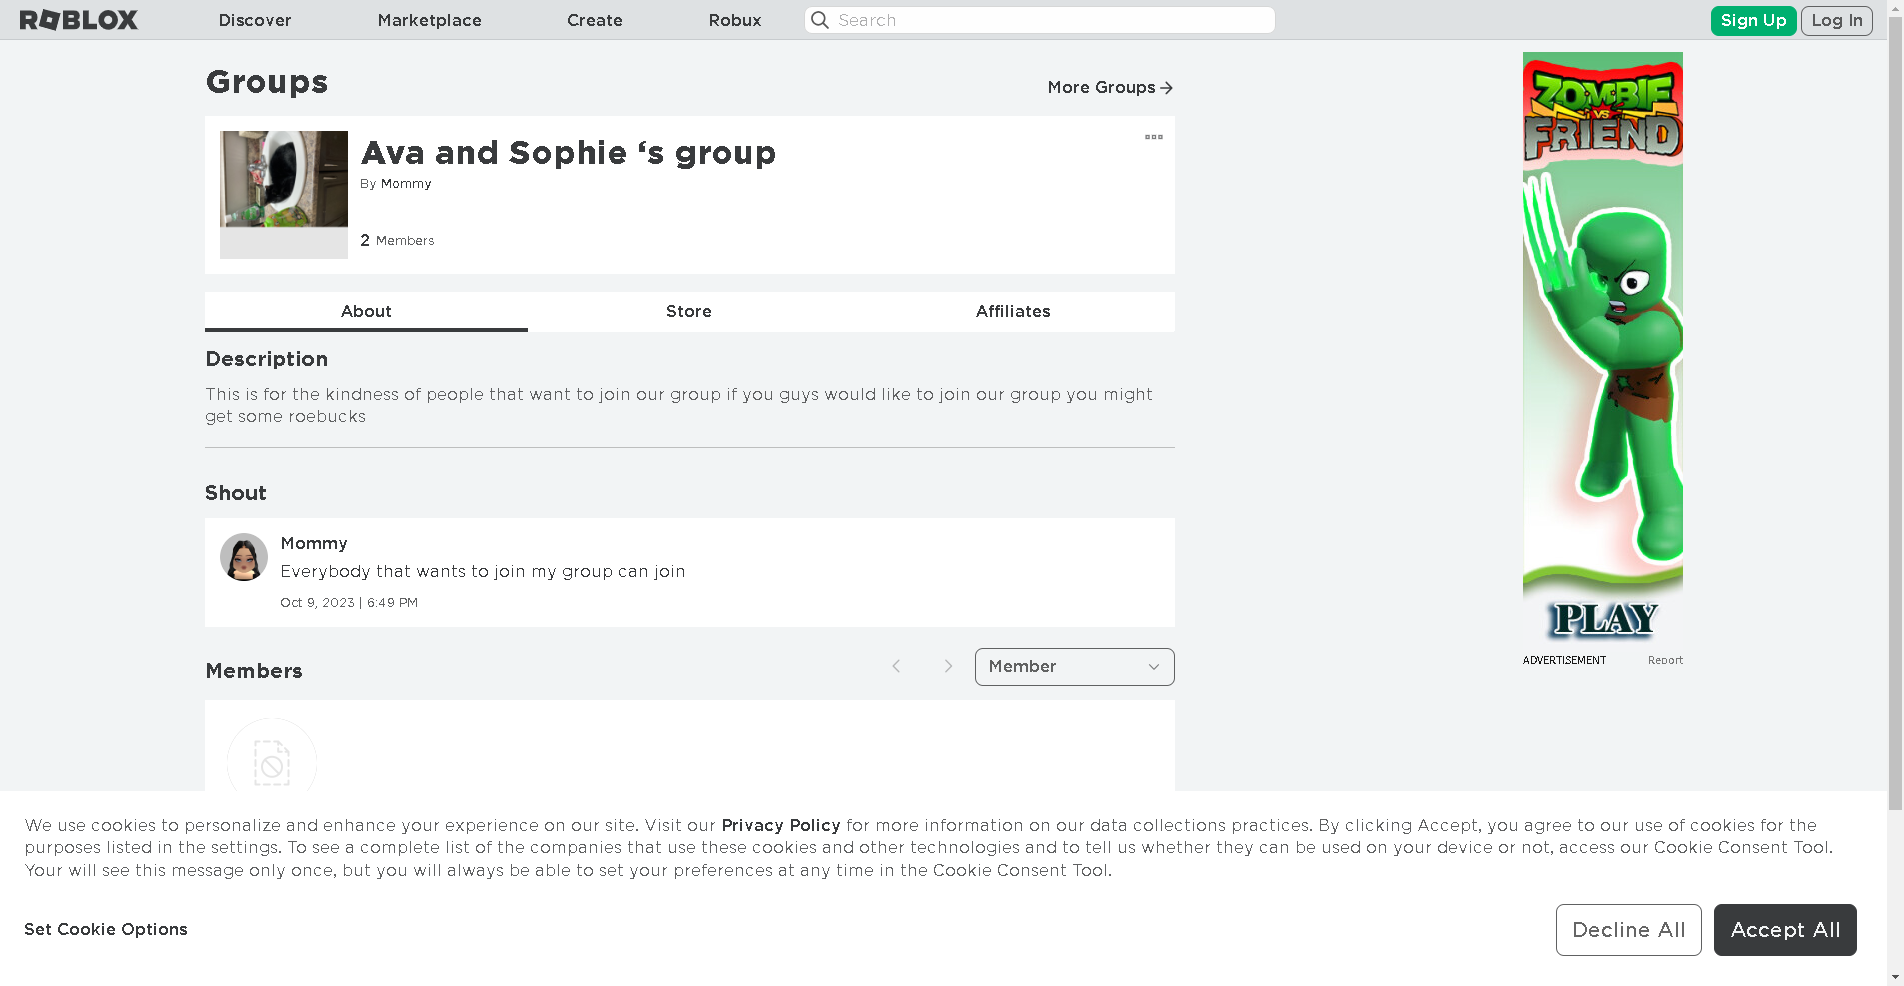 ROBLOX
Discover
Marketplace
Create
Robux
Search
Sign Up
Log In
Groups
More Groups
Ava and Sophie ‘s group
By Mommy
2 Members
About
Store
Affiliates
Description
This is for the kindness of people that want to join our group if you guys would like to join our group you might
get some roebucks
Shout
Mommy
Everybody that wants to join my group can join
Oct 9, 2023 | 6:49 PM
Members
Member
ZOMBIE
VS
FRIEND
PLAY
ADVERTISEMENT
Report
We use cookies to personalize and enhance your experience on our site. Visit our Privacy Policy for more information on our data collections practices. By clicking Accept, you agree to our use of cookies for the
purposes listed in the settings. To see a complete list of the companies that use these cookies and other technologies and to tell us whether they can be used on your device or not, access our Cookie Consent Tool.
Your will see this message only once, but you will always be able to set your preferences at any time in the Cookie Consent Tool.
Set Cookie Options
Decline All
Accept All